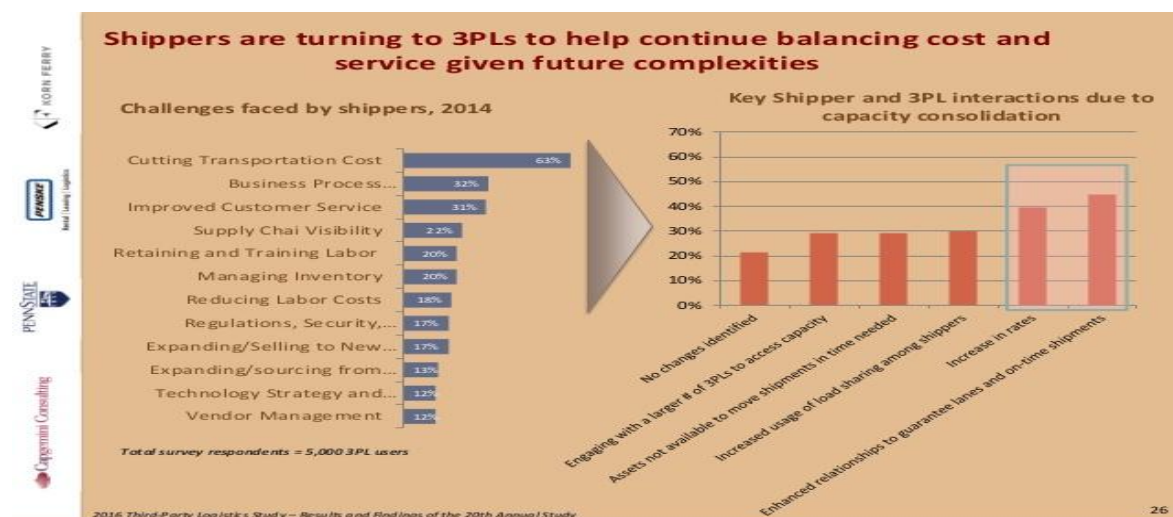 Shippers are turning to 3PLs to help continue balancing cost and
service given future complexities
KORN FERRY
PENSKE
Rental | Leasing | Logistics
PENNSTATE
Capgemini Consulting
Challenges faced by shippers, 2014
Cutting Transportation Cost 63%
Business Process... 32%
Improved Customer Service 31%
Supply Chai Visibility 22%
Retaining and Training Labor 20%
Managing Inventory 20%
Reducing Labor Costs 18%
Regulations, Security,... 17%
Expanding/Selling to New... 17%
Expanding/sourcing from... 13%
Technology Strategy and... 12%
Vendor Management 12%
Total survey respondents = 5,000 3PL users
Key Shipper and 3PL interactions due to
capacity consolidation
70%
60%
50%
40%
30%
20%
10%
0%
No changes identified
Engaging with a larger # of 3PLs to access capacity
Assets not available to move shipments in time needed
Increased usage of load sharing among shippers
Increase in rates
Enhanced relationships to guarantee lanes and on-time shipments
2016 Third-Party Logistics Study – Results and Findings of the 20th Annual Study
26